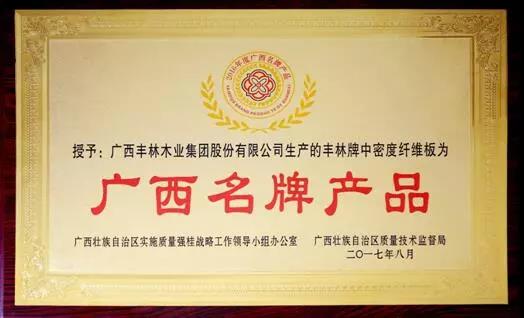 2016年度广西名牌产品
授予：广西丰林木业集团股份有限公司生产的丰林牌中密度纤维板为
广西名牌产品
广西壮族自治区实施质量强桂战略工作领导小组办公室 广西壮族自治区质量技术监督局
二〇一七年八月